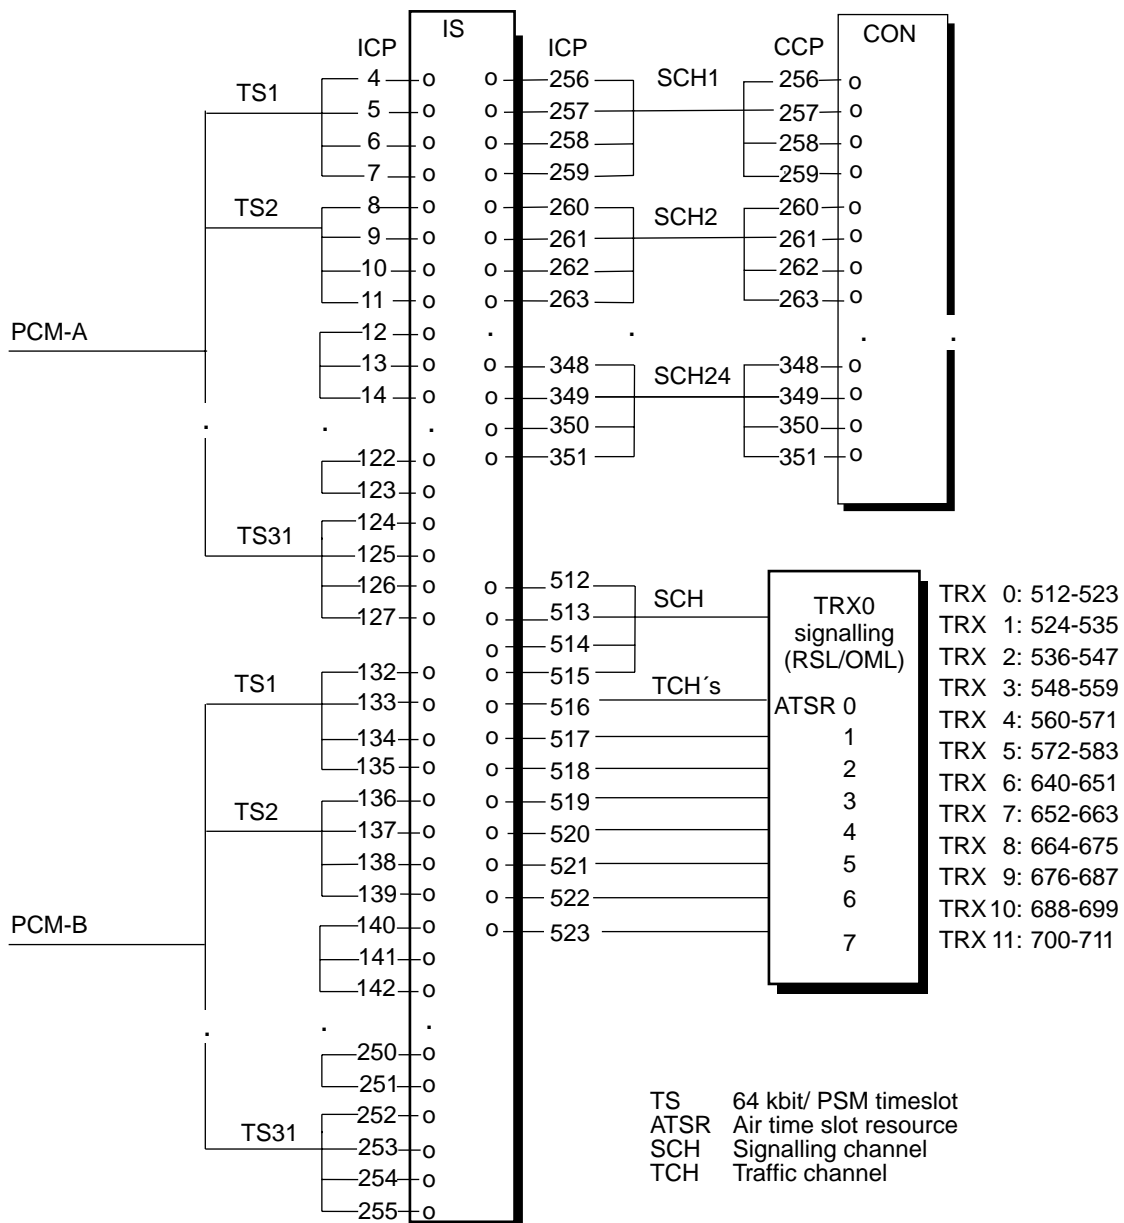 IS
ICP
ICP
CCP
CON
PCM-A
TS1
4 o
5 o
6 o
7 o
TS2
8 o
9 o
10 o
11 o
12 o
13 o
14 o
. . .
122 o
123 o
TS31
124 o
125 o
126 o
127 o
PCM-B
TS1
132 o
133 o
134 o
135 o
TS2
136 o
137 o
138 o
139 o
140 o
141 o
142 o
. . .
250 o
251 o
TS31
252 o
253 o
254 o
255 o
o 256 SCH1 256 o
o 257 257 o
o 258 258 o
o 259 259 o
o 260 SCH2 260 o
o 261 261 o
o 262 262 o
o 263 263 o
. . . .
o 348 SCH24 348 o
o 349 349 o
o 350 350 o
o 351 351 o
o 512
o 513 SCH
o 514
o 515
o 516 TCH´s
o 517
o 518
o 519
o 520
o 521
o 522
o 523
TRX0
signalling
(RSL/OML)
ATSR 0
1
2
3
4
5
6
7
TRX 0: 512-523
TRX 1: 524-535
TRX 2: 536-547
TRX 3: 548-559
TRX 4: 560-571
TRX 5: 572-583
TRX 6: 640-651
TRX 7: 652-663
TRX 8: 664-675
TRX 9: 676-687
TRX 10: 688-699
TRX 11: 700-711
TS 64 kbit/ PSM timeslot
ATSR Air time slot resource
SCH Signalling channel
TCH Traffic channel